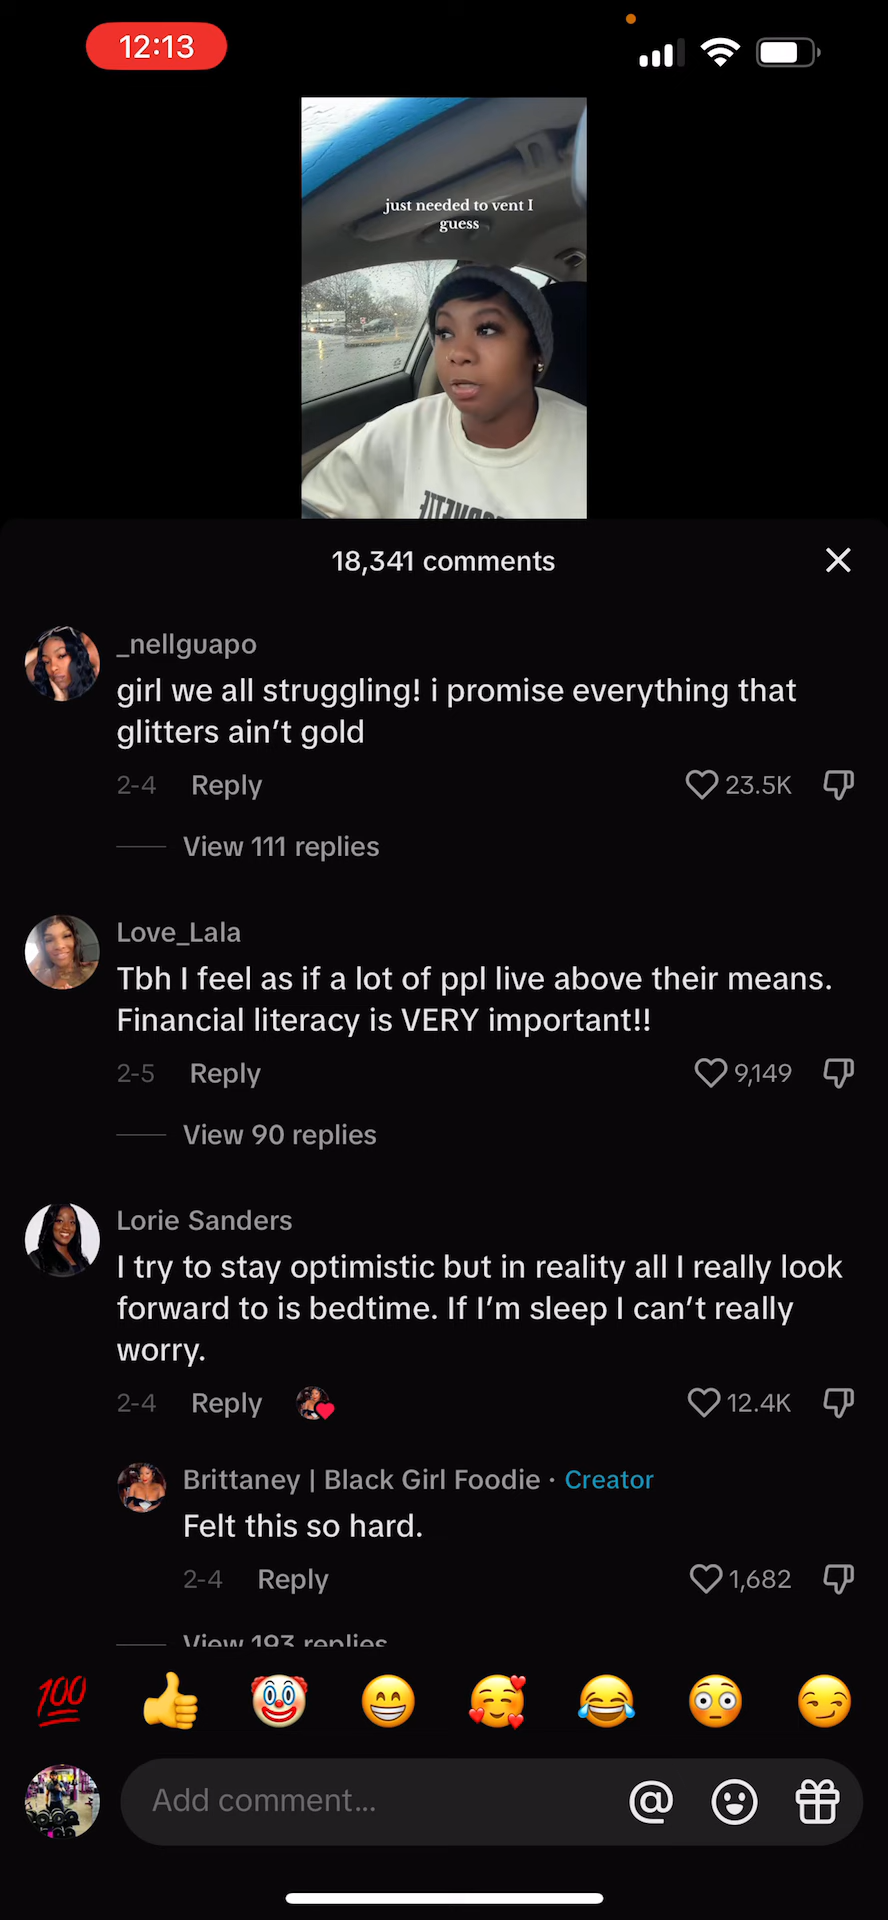 12:13
just needed to vent I
guess
18,341 comments
_nellguapo
girl we all struggling! i promise everything that
glitters ain’t gold
2-4 Reply 23.5K
View 111 replies
Love_Lala
Tbh I feel as if a lot of ppl live above their means.
Financial literacy is VERY important!!
2-5 Reply 9,149
View 90 replies
Lorie Sanders
I try to stay optimistic but in reality all I really look
forward to is bedtime. If I’m sleep I can’t really
worry.
2-4 Reply 12.4K
Brittaney | Black Girl Foodie · Creator
Felt this so hard.
2-4 Reply 1,682
View 193 replies
💯 👍 🤡 😁 🥰 😂 😳 😏
Add comment...